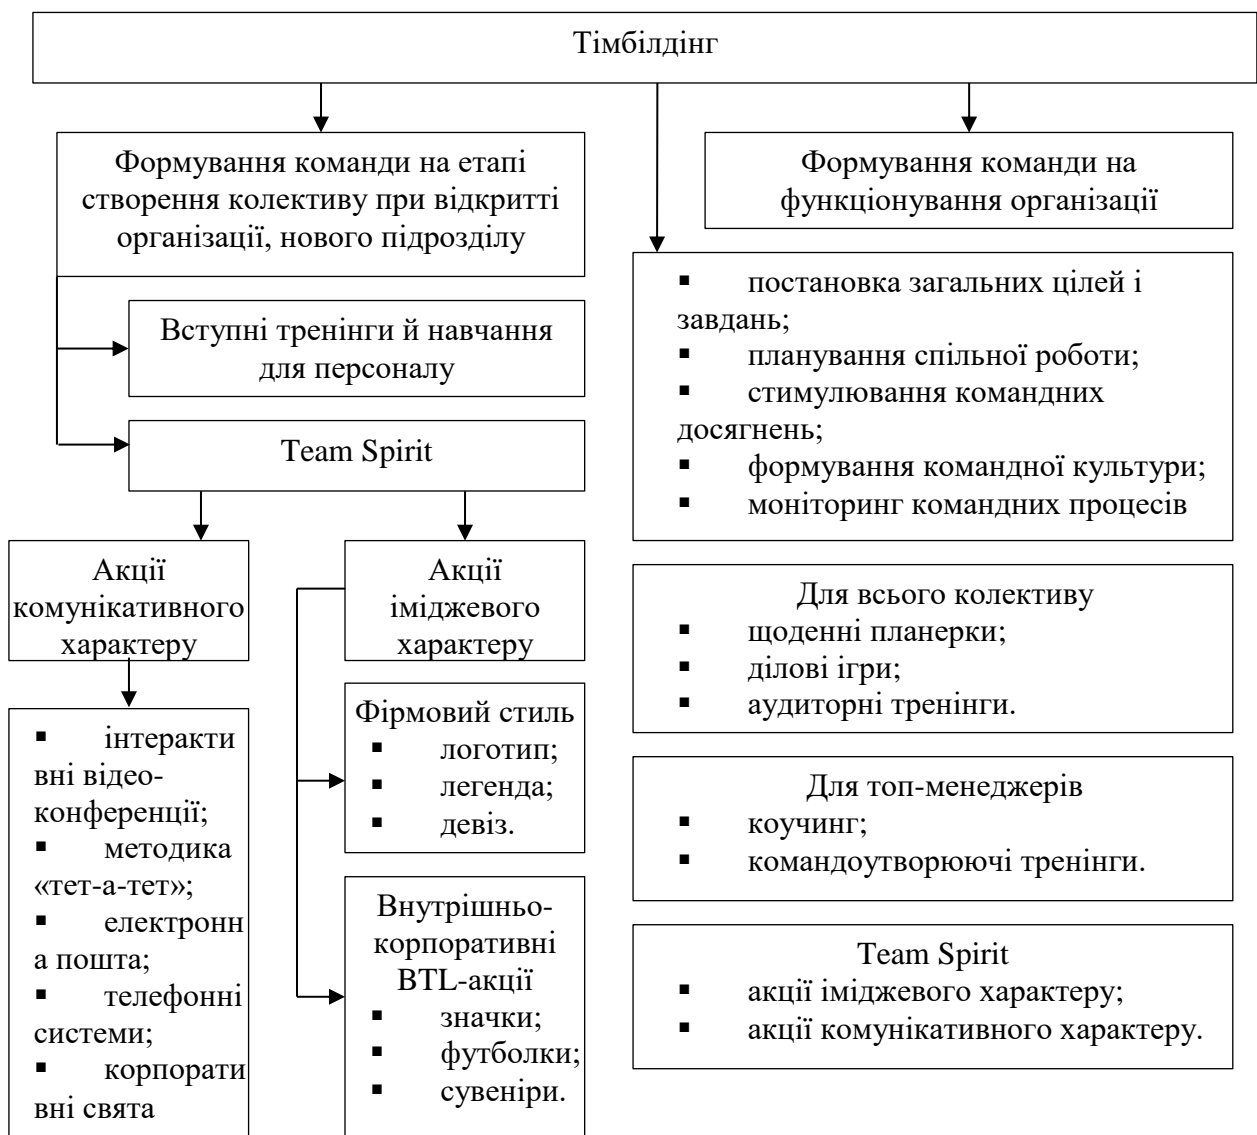 Тімбілдінг
Формування команди на етапі
створення колективу при відкритті
організації, нового підрозділу
Вступні тренінги й навчання
для персоналу
Team Spirit
Акції
комунікативного
характеру
▪ інтеракти
вні відео-
конференції;
▪ методика
«тет-а-тет»;
▪ електронн
а пошта;
▪ телефонні
системи;
▪ корпорати
вні свята
Акції
іміджевого
характеру
Фірмовий стиль
▪ логотип;
▪ легенда;
▪ девіз.
Внутрішньо-
корпоративні
BTL-акції
▪ значки;
▪ футболки;
▪ сувеніри.
Формування команди на
функціонування організації
▪ постановка загальних цілей і
завдань;
▪ планування спільної роботи;
▪ стимулювання командних
досягнень;
▪ формування командної культури;
▪ моніторинг командних процесів
Для всього колективу
▪ щоденні планерки;
▪ ділові ігри;
▪ аудиторні тренінги.
Для топ-менеджерів
▪ коучинг;
▪ командоутворюючі тренінги.
Team Spirit
▪ акції іміджевого характеру;
▪ акції комунікативного характеру.